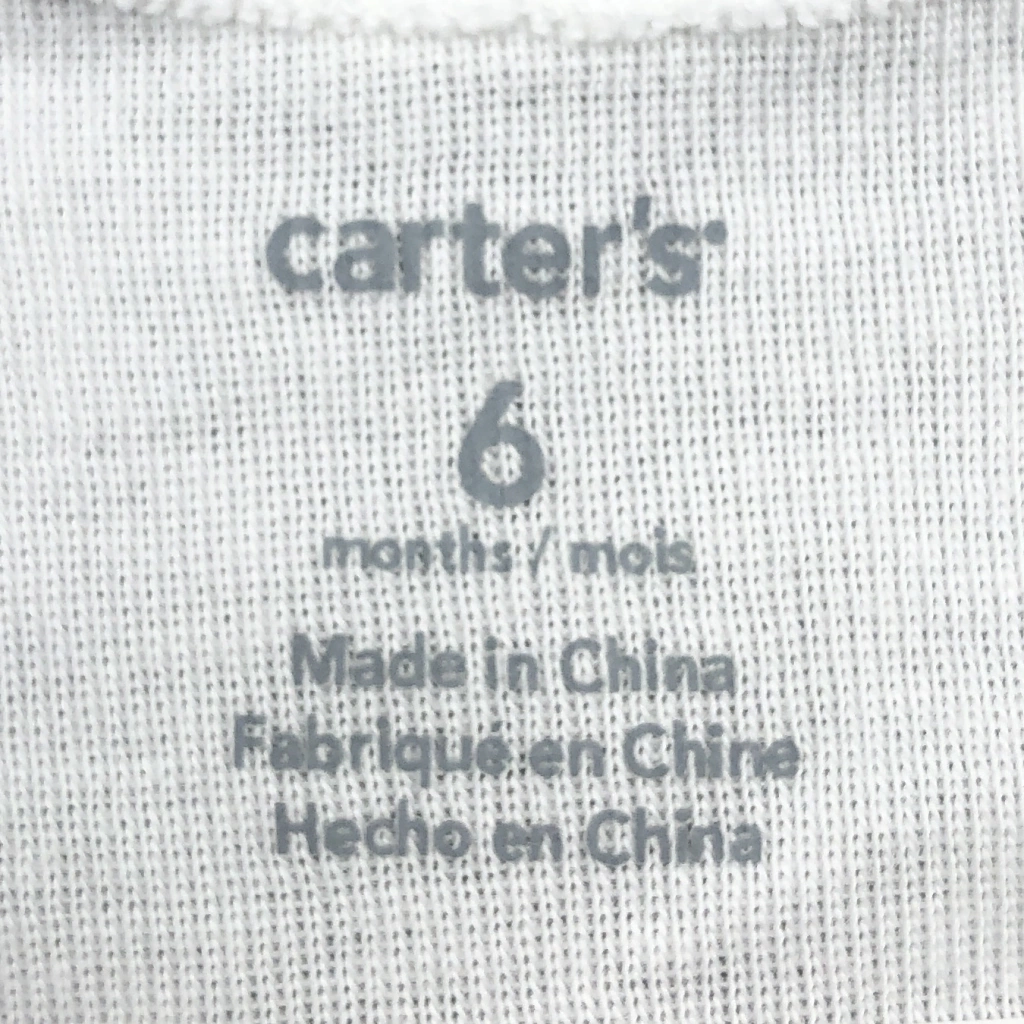 carter's
6
months / mois
Made in China
Fabriqué en Chine
Hecho en China